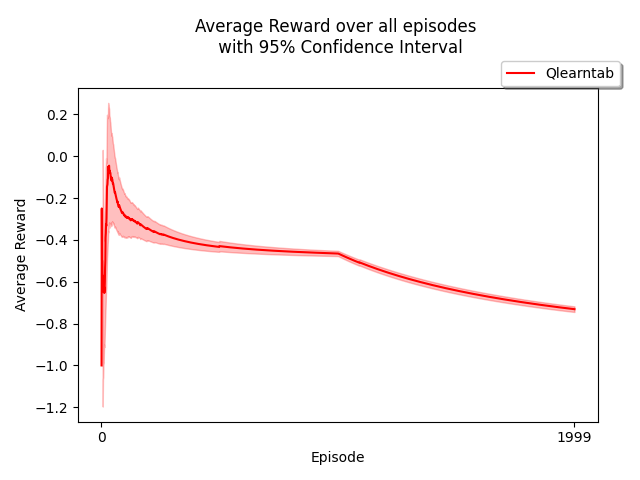 Average Reward over all episodes
with 95% Confidence Interval
Qlearntab
0.2
0.0
−0.2
−0.4
−0.6
−0.8
−1.0
−1.2
Average Reward
0
1999
Episode